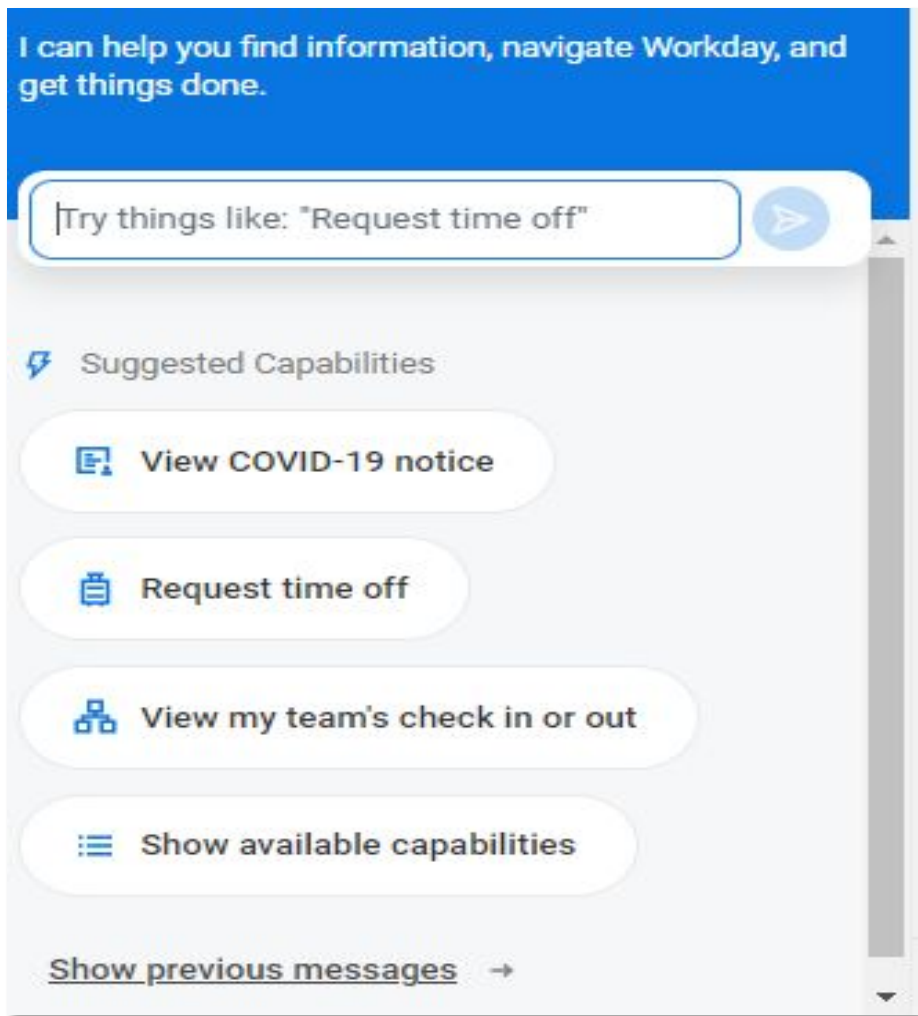 I can help you find information, navigate Workday, and
get things done.
Try things like: "Request time off"
Suggested Capabilities
View COVID-19 notice
Request time off
View my team's check in or out
Show available capabilities
Show previous messages →